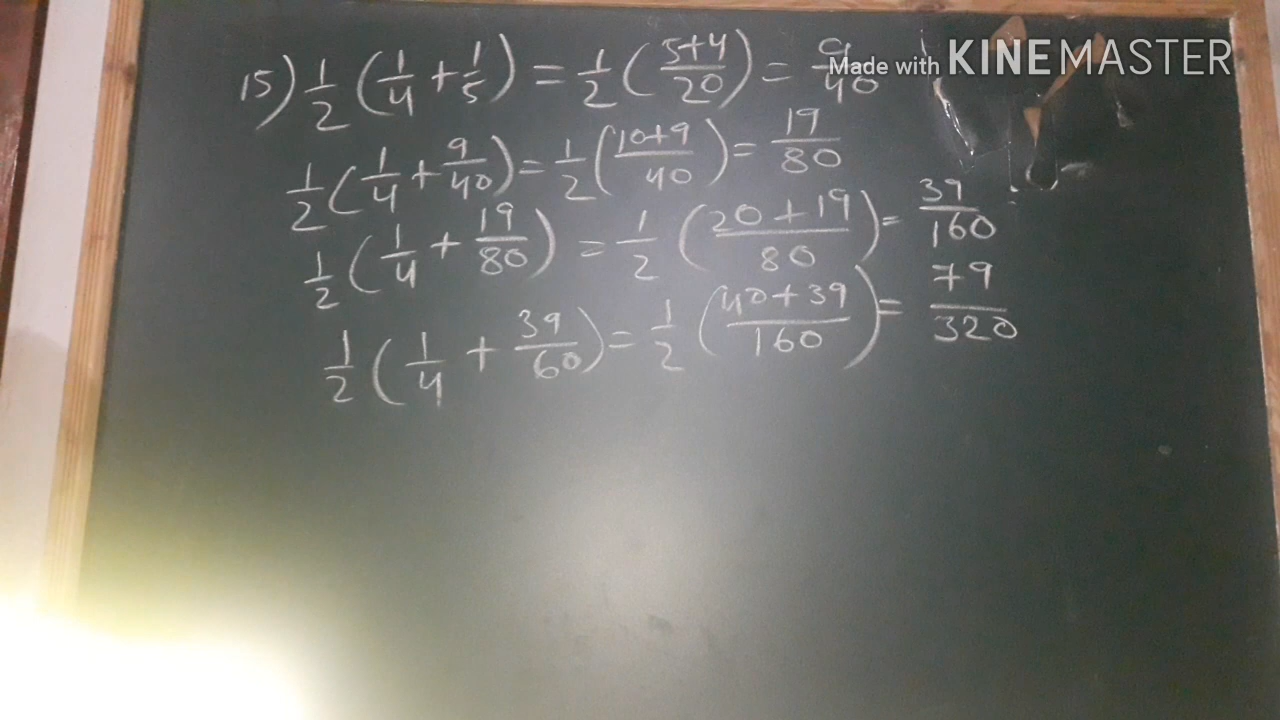 15) 1/2 (1/4 + 1/5) = 1/2 (5+4/20) = 9/40
Made with KINEMASTER
1/2 (1/4 + 9/40) = 1/2 (10+9/40) = 19/80
1/2 (1/4 + 19/80) = 1/2 (20+19/80) = 39/160
1/2 (1/4 + 39/60) = 1/2 (40+39/160) = 79/320